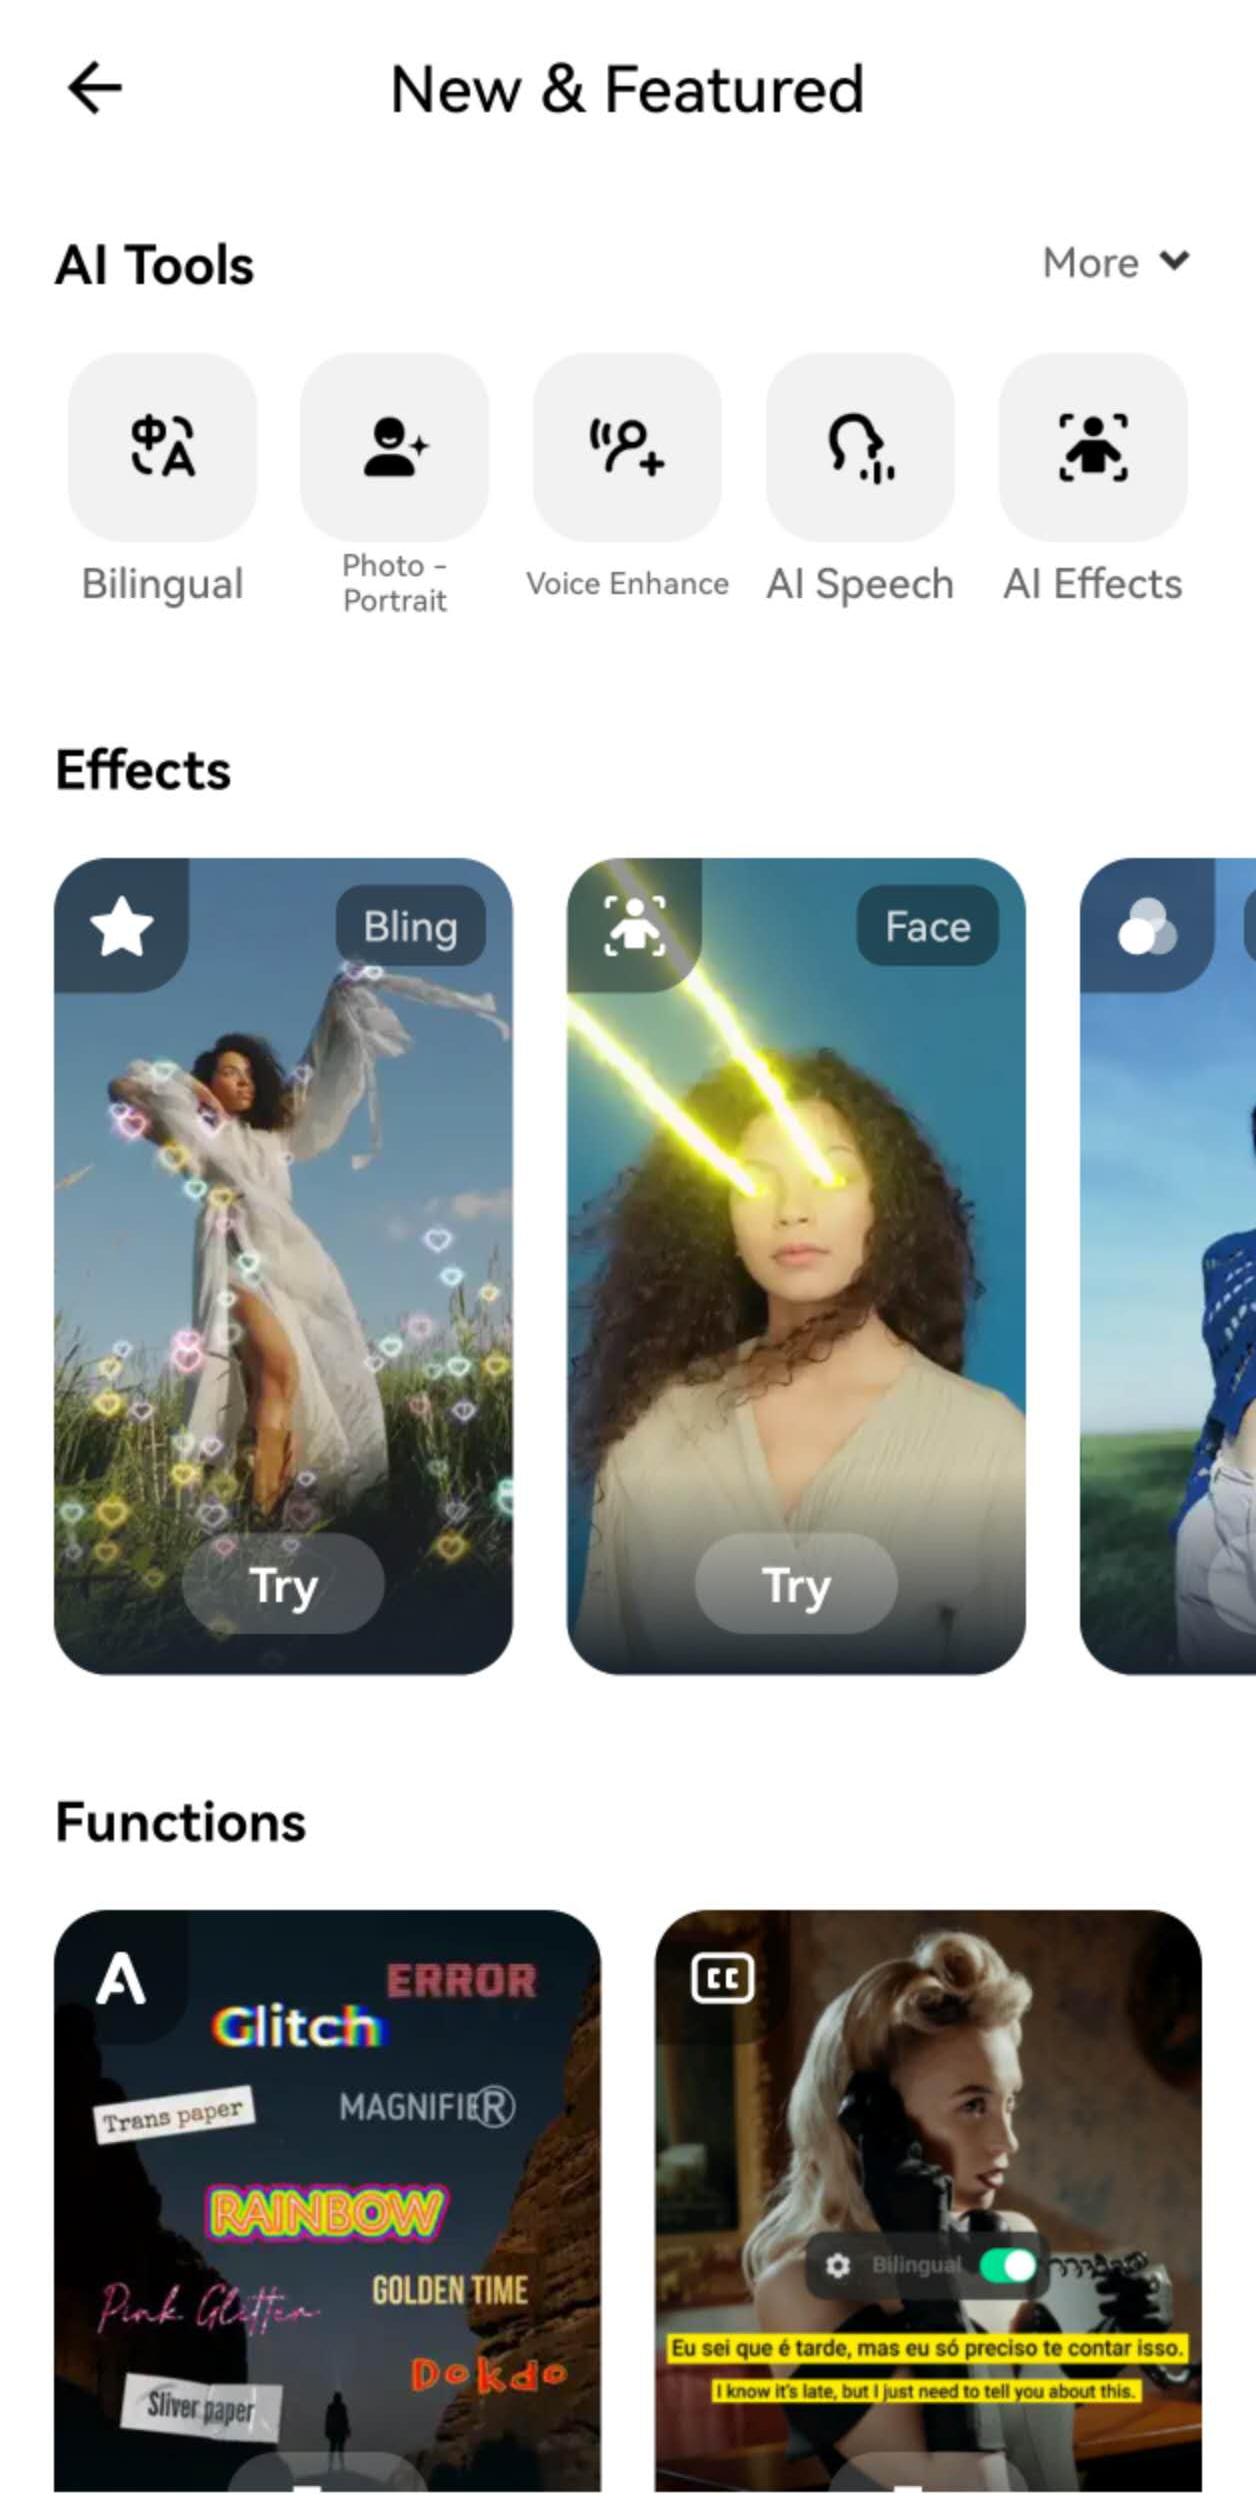 New & Featured
AI Tools
More
Bilingual
Photo -
Portrait
Voice Enhance
AI Speech
AI Effects
Effects
Bling
Face
Try
Try
Functions
ERROR
Glitch
Trans paper
MAGNIFIER
RAINBOW
Pink Glitter
GOLDEN TIME
Dokdo
Sliver paper
CC
Bilingual
Eu sei que é tarde, mas eu só preciso te contar isso.
I know it's late, but I just need to tell you about this.